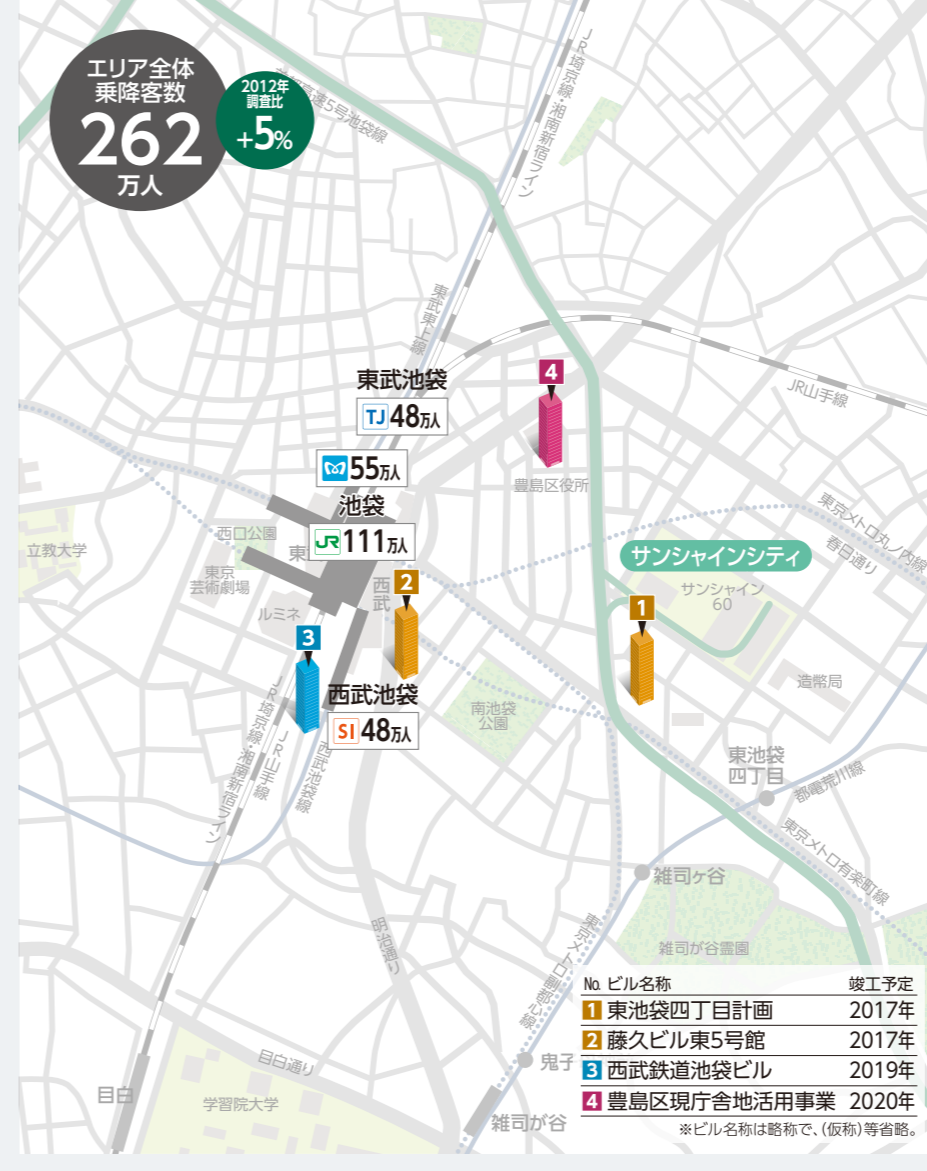 エリア全体
乗降客数
262
万人
2012年
調査比
+5%
高速5号池袋線
JR埼京線・湘南新宿ライン
東武東上線
JR山手線
東武池袋
TJ 48万人
55万人
池袋
JR 111万人
4
豊島区役所
西口公園
東
立教大学
東京
芸術劇場
ルミネ
西武
2
3
西武池袋
SI 48万人
サンシャインシティ
サンシャイン
60
1
東京メトロ丸ノ内線
春日通り
造幣局
南池袋
公園
東池袋
四丁目
都電荒川線
東京メトロ有楽町線
JR埼京線・湘南新宿ライン
JR山手線
西武池袋線
明治通り
雑司ヶ谷
雑司が谷霊園
東京メトロ副都心線
鬼子
雑司が谷
目白通り
目白
学習院大学
No. ビル名称 竣工予定
1 東池袋四丁目計画 2017年
2 藤久ビル東5号館 2017年
3 西武鉄道池袋ビル 2019年
4 豊島区現庁舎地活用事業 2020年
※ビル名称は略称で、(仮称)等省略。